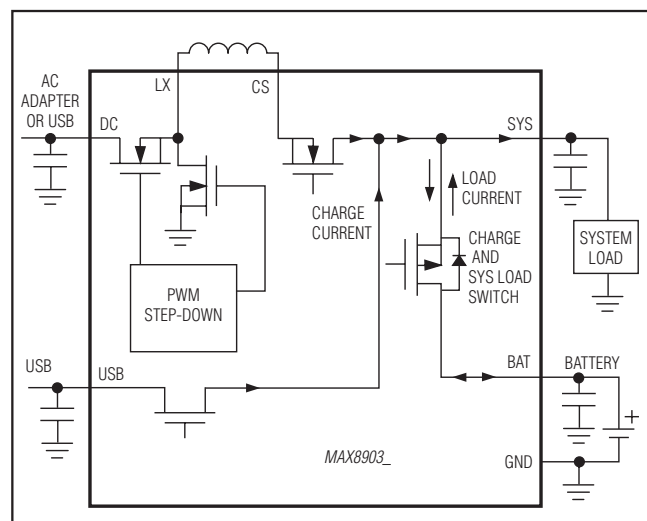 AC
ADAPTER
OR USB
DC
LX
CS
SYS
CHARGE
CURRENT
LOAD
CURRENT
CHARGE
AND
SYS LOAD
SWITCH
SYSTEM
LOAD
PWM
STEP-DOWN
USB
USB
BAT
BATTERY
+
GND
MAX8903_